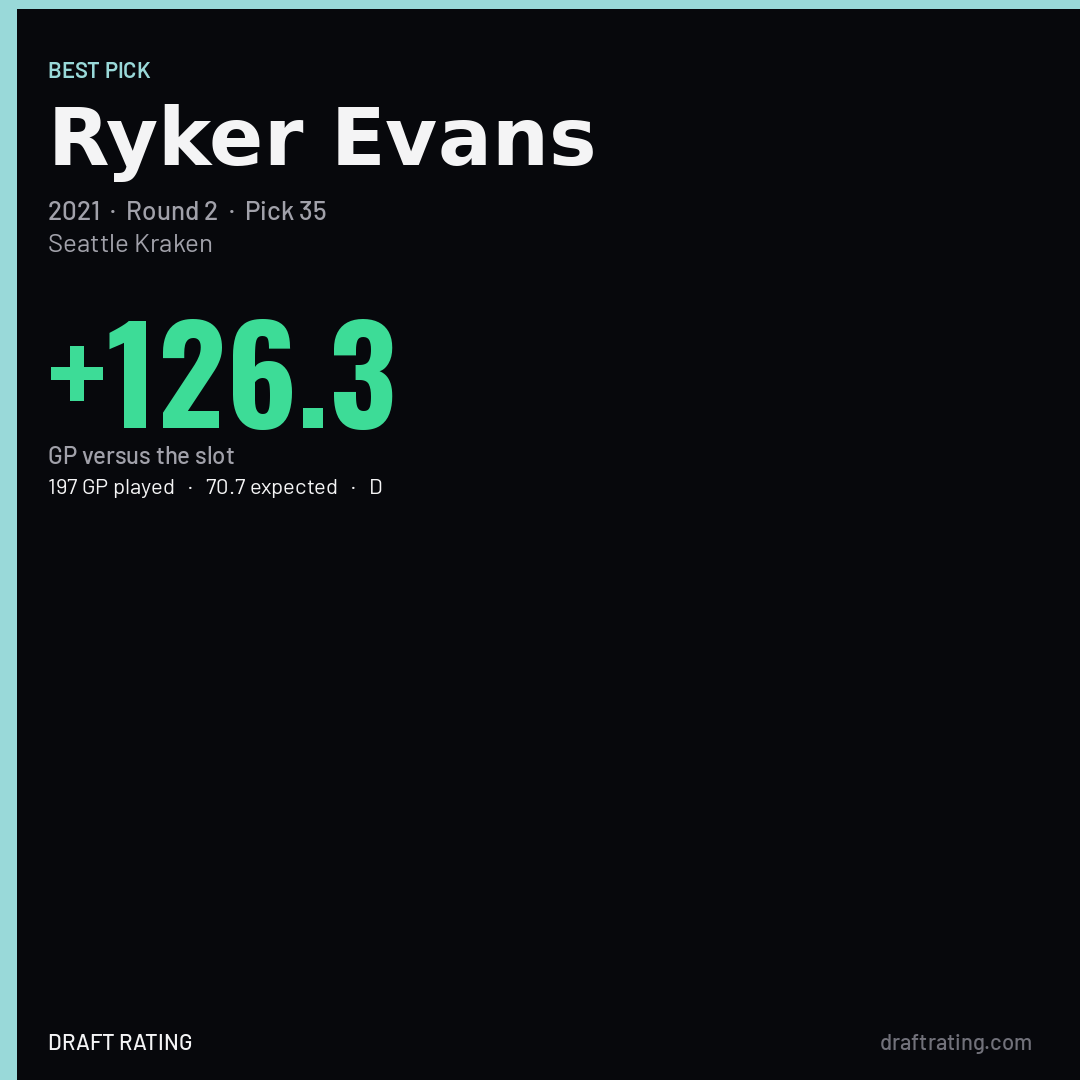 BEST PICK
Ryker Evans
2021 · Round 2 · Pick 35
Seattle Kraken
+126.3
GP versus the slot
197 GP played · 70.7 expected · D
DRAFT RATING
draftrating.com